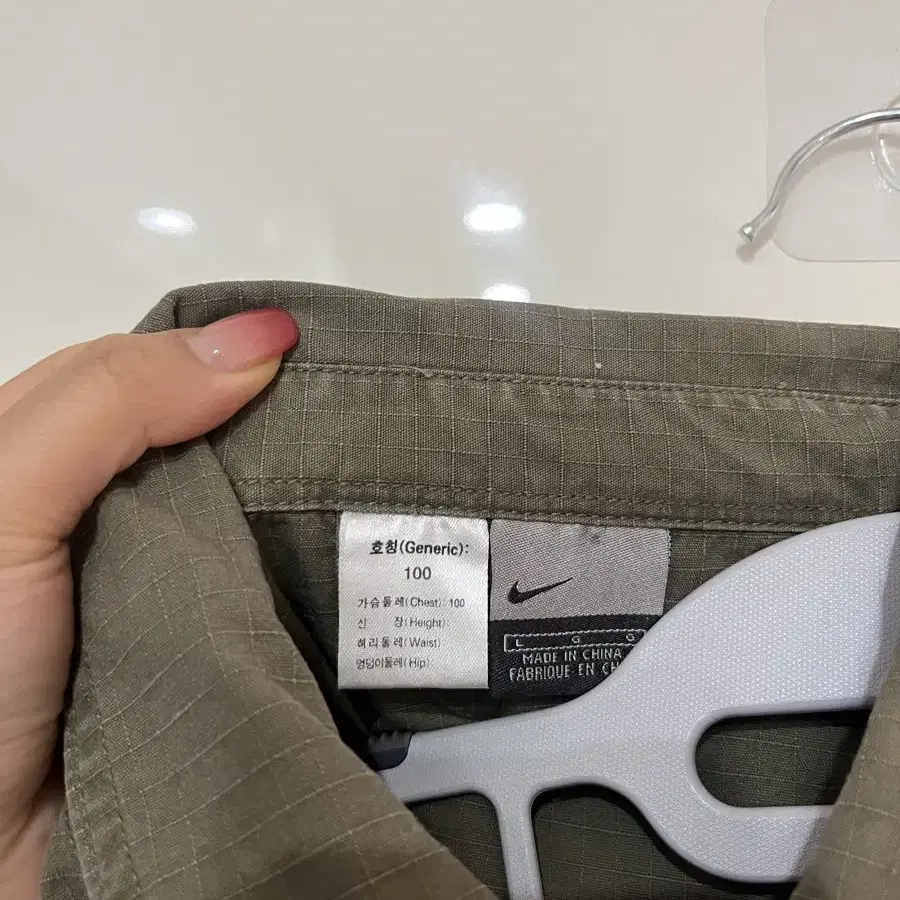 호칭(Generic):
100
가슴둘레(Chest): 100
신 장(Height):
허리둘레(Waist):
엉덩이둘레(Hip):
L G G
MADE IN CHINA
FABRIQUE EN